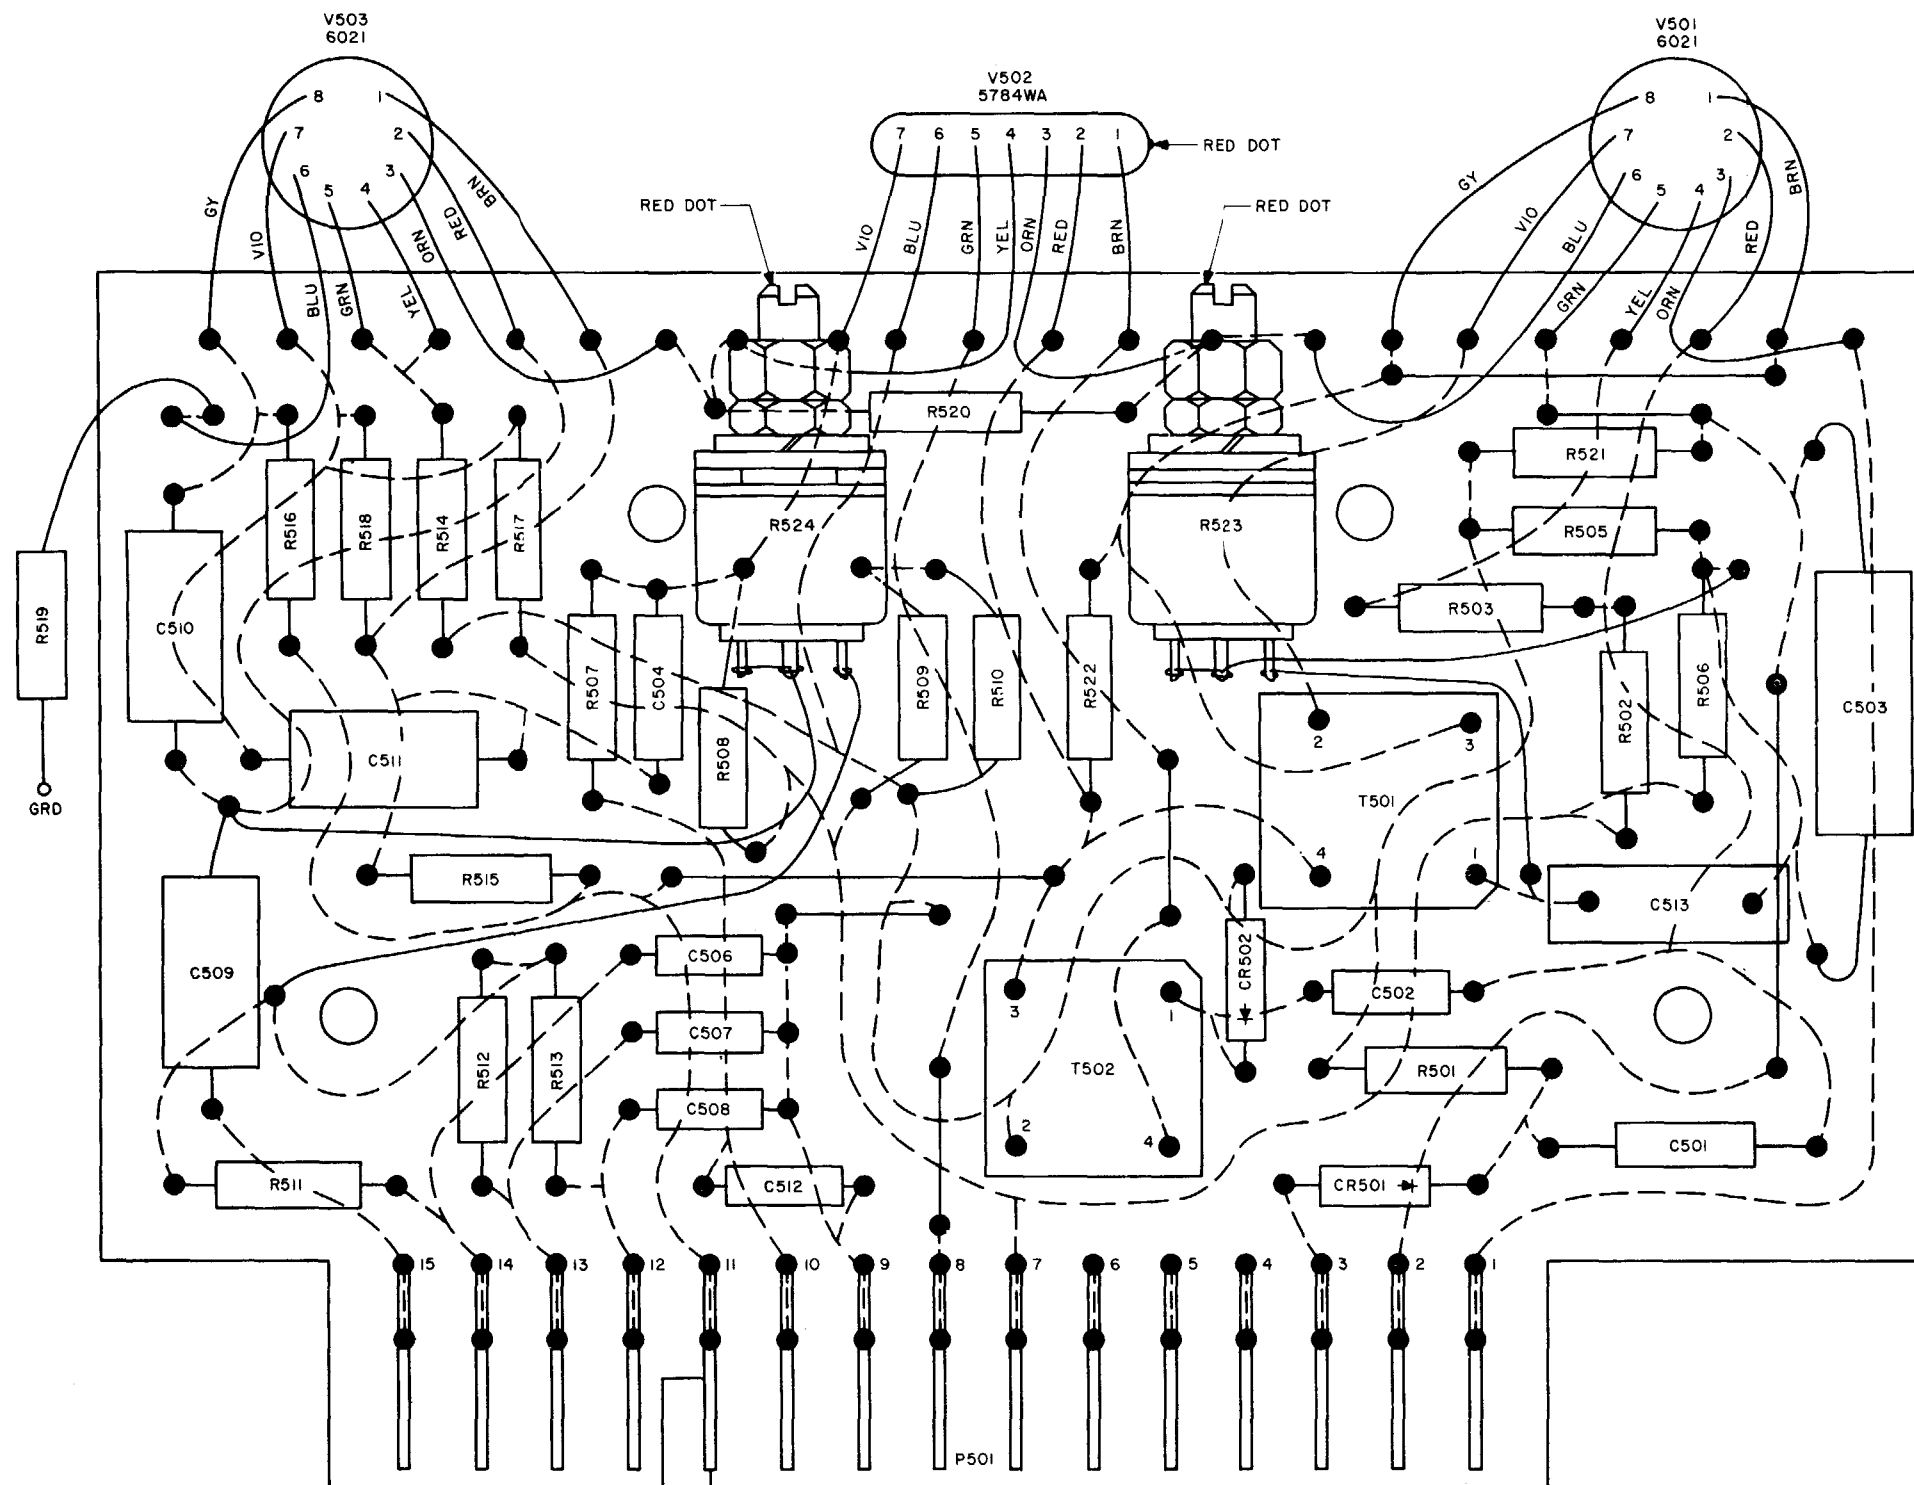 V503
6021
V502
5784WA
V501
6021
8 1
7 2
6 3
5 4
7 6 5 4 3 2 1
RED DOT
8 1
7 2
6 3
5 4
RED DOT
RED DOT
GY
VIO
BLU
GRN
YEL
ORN
RED
BRN
VIO
BLU
GRN
YEL
ORN
RED
BRN
GY
VIO
BLU
GRN
YEL
ORN
RED
BRN
R520
R521
R524
R523
R516
R518
R514
R517
R505
R519
C510
R503
R507
C504
R509
R510
R522
R502
R506
C503
R508
C511
2
3
T501
4
1
GRD
R515
C513
C506
C509
CR502
C502
3
1
C507
R512
R513
T502
R501
C508
2
4
C501
R511
C512
CR501
15 14 13 12 11 10 9 8 7 6 5 4 3 2 1
P501